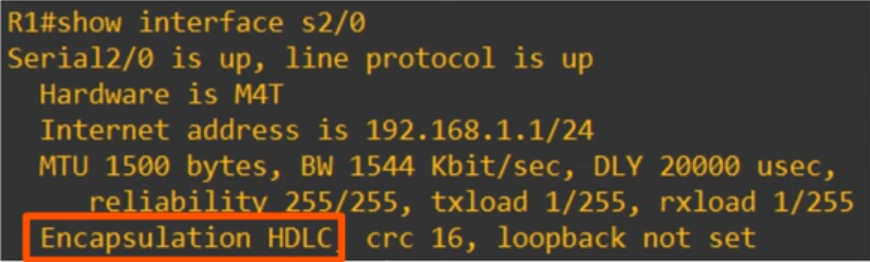 R1#show interface s2/0
Serial2/0 is up, line protocol is up
Hardware is M4T
Internet address is 192.168.1.1/24
MTU 1500 bytes, BW 1544 Kbit/sec, DLY 20000 usec,
reliability 255/255, txload 1/255, rxload 1/255
Encapsulation HDLC, crc 16, loopback not set